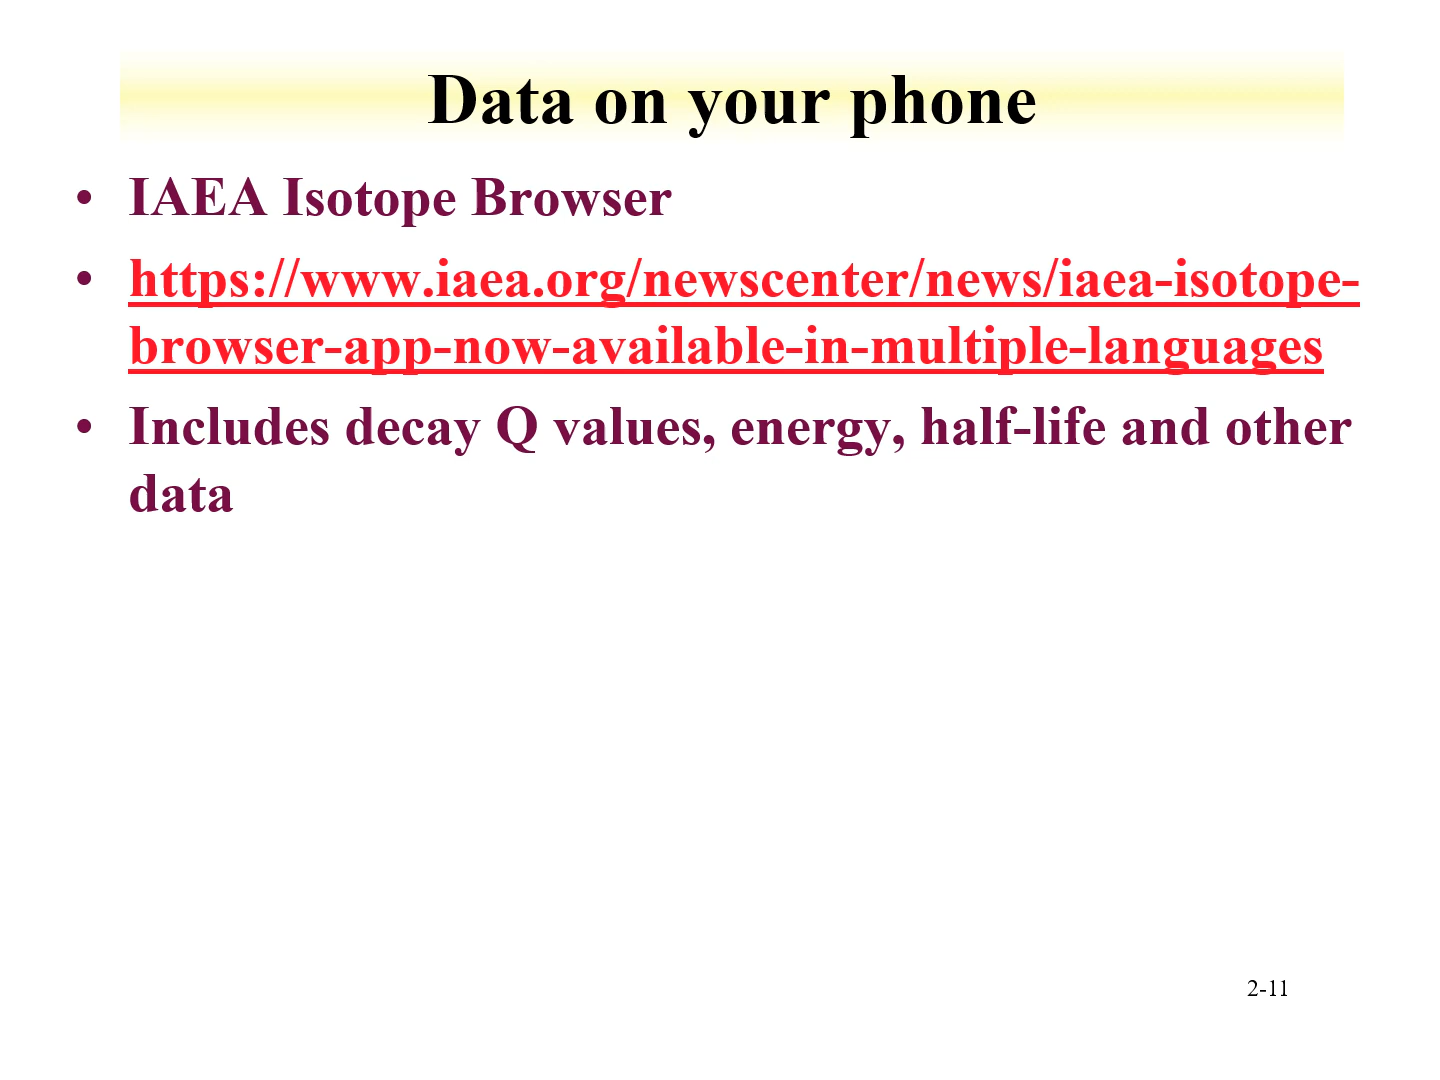 Data on your phone
• IAEA Isotope Browser
• https://www.iaea.org/newscenter/news/iaea-isotope-
browser-app-now-available-in-multiple-languages
• Includes decay Q values, energy, half-life and other
data
2-11